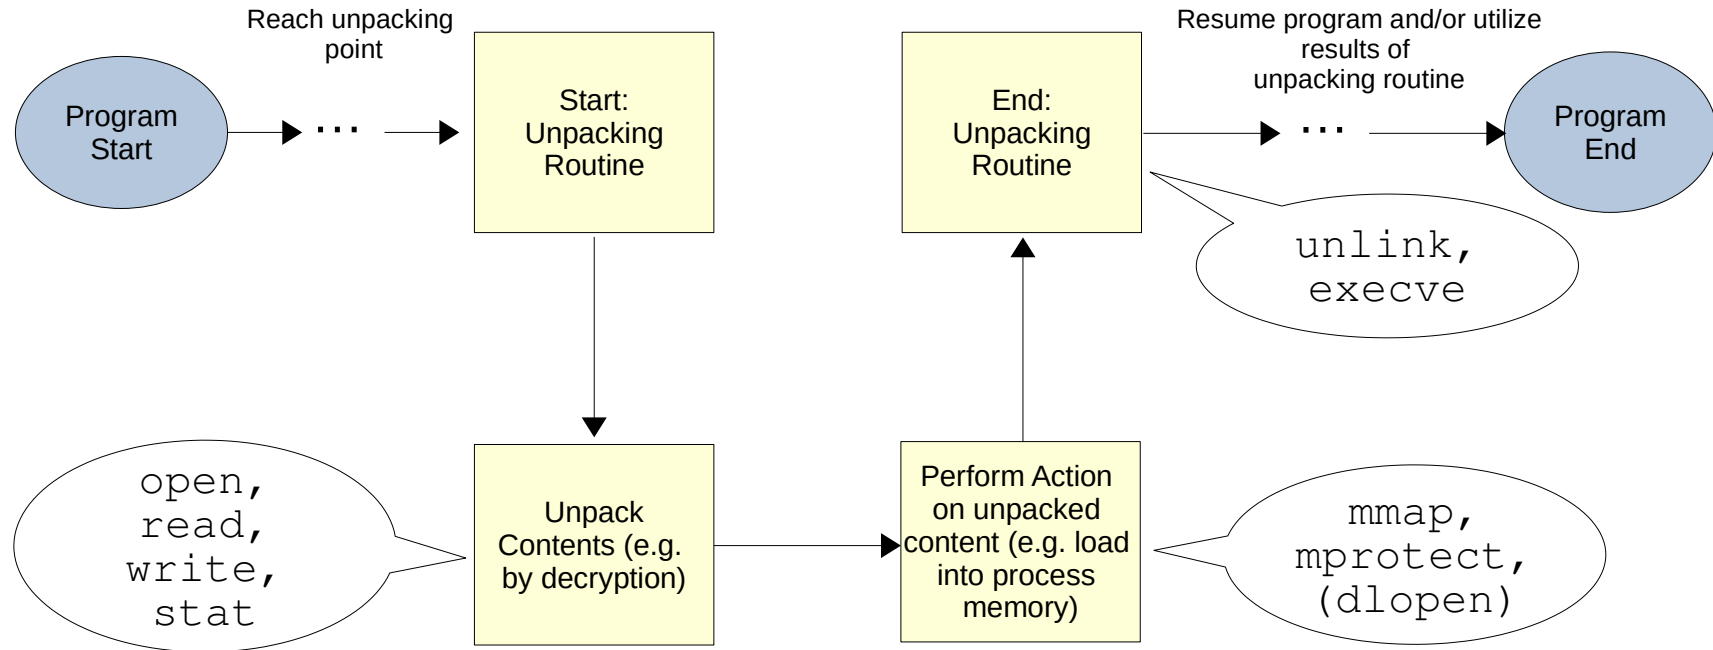 Reach unpacking
point
Program
Start
...
Start:
Unpacking
Routine
End:
Unpacking
Routine
Resume program and/or utilize
results of
unpacking routine
...
Program
End
unlink,
execve
open,
read,
write,
stat
Unpack
Contents (e.g.
by decryption)
Perform Action
on unpacked
content (e.g. load
into process
memory)
mmap,
mprotect,
(dlopen)